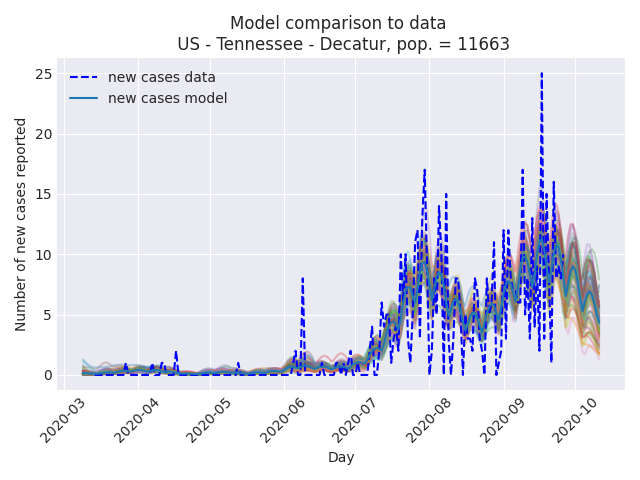 Model comparison to data
US - Tennessee - Decatur, pop. = 11663
new cases data
new cases model
Number of new cases reported
25
20
15
10
5
0
2020-03
2020-04
2020-05
2020-06
2020-07
2020-08
2020-09
2020-10
Day